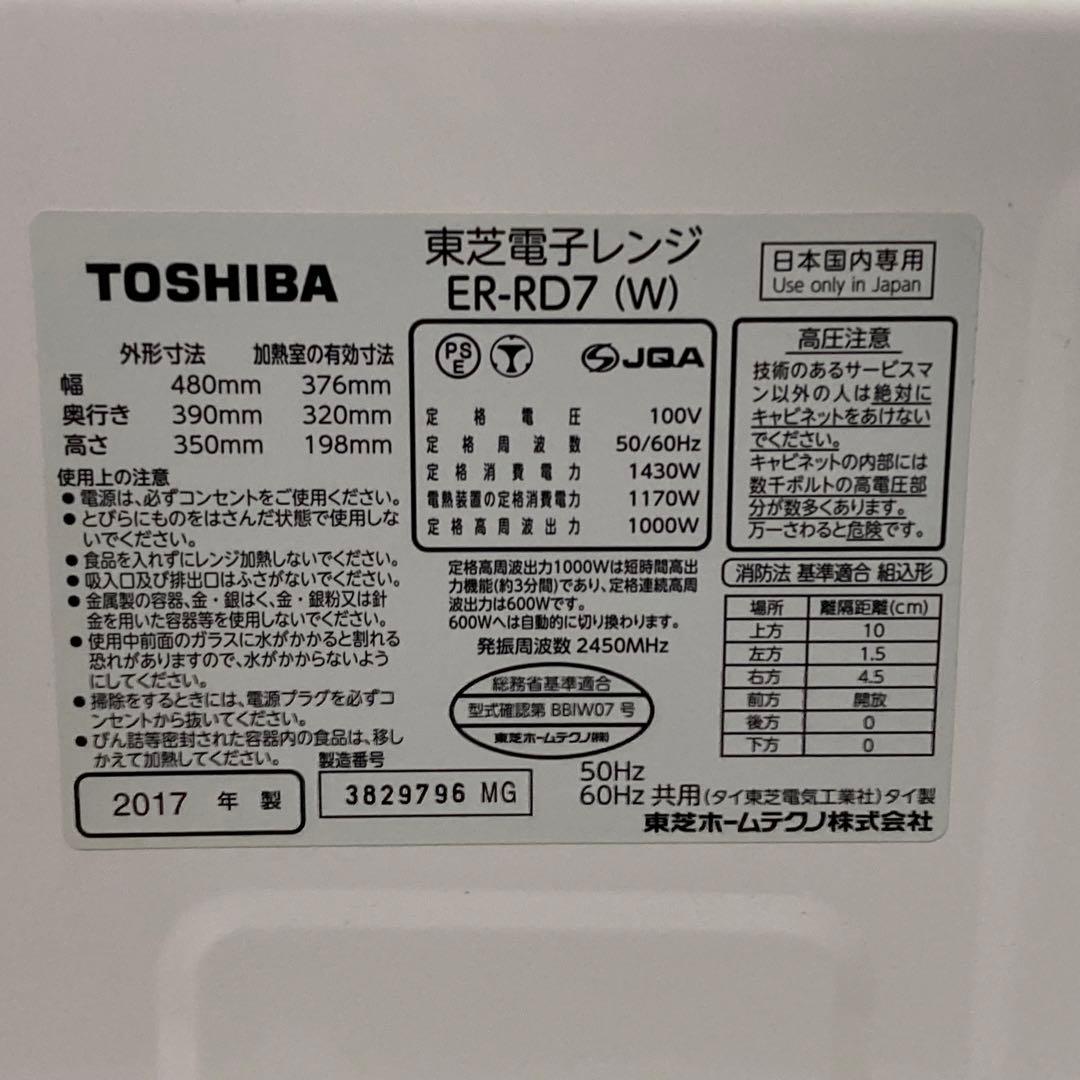 TOSHIBA
東芝電子レンジ
ER-RD7 (W)
日本国内専用
Use only in Japan
外形寸法 加熱室の有効寸法
幅 480mm 376mm
奥行き 390mm 320mm
高さ 350mm 198mm
使用上の注意
●電源は、必ずコンセントをご使用ください。
●とびらにものをはさんだ状態で使用しな
いでください。
●食品を入れずにレンジ加熱しないでください。
●吸入口及び排出口はふさがないでください。
●金属製の容器、金・銀はく、金・銀粉又は針
金を用いた容器等を使用しないでください。
●使用中前面のガラスに水がかかると割れる
恐れがありますので、水がかからないよう
にしてください。
●掃除をするときには、電源プラグを必ずコ
ンセントから抜いてください。
●びん詰等密封された容器内の食品は、移し
かえて加熱してください。
2017 年 製
製造番号
3829796 MG
PS
E
JQA
定格電圧 100V
定格周波数 50/60Hz
定格消費電力 1430W
電熱装置の定格消費電力 1170W
定格高周波出力 1000W
定格高周波出力1000Wは短時間高出
力機能(約3分間)であり、定格連続高周
波出力は600Wです。
600Wへは自動的に切り換わります。
発振周波数 2450MHz
総務省基準適合
型式確認第 BBIW07 号
東芝ホームテクノ(株)
高圧注意
技術のあるサービスマ
ン以外の人は絶対に
キャビネットをあけない
でください。
キャビネットの内部には
数千ボルトの高電圧部
分が数多くあります。
万一さわると危険です。
消防法 基準適合 組込形
場所 離隔距離(cm)
上方 10
左方 1.5
右方 4.5
前方 開放
後方 0
下方 0
50Hz
60Hz 共用 (タイ東芝電気工業社)タイ製
東芝ホームテクノ株式会社